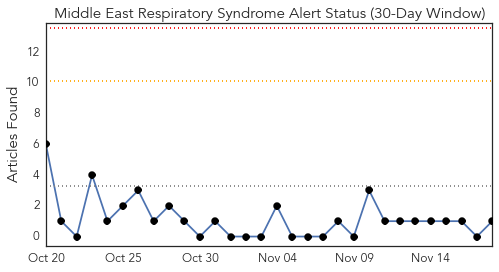 Middle East Respiratory Syndrome Alert Status (30-Day Window)
Articles Found
12
10
8
6
4
2
0
Oct 20 Oct 25 Oct 30 Nov 04 Nov 09 Nov 14